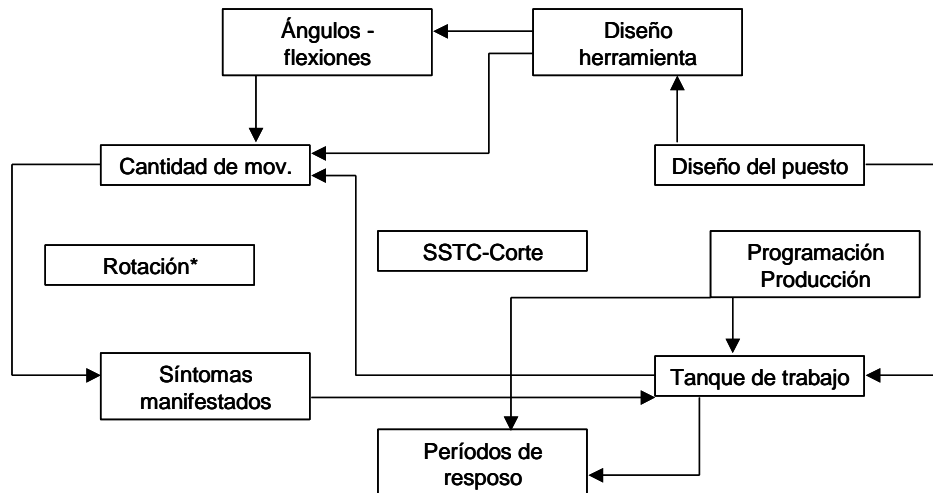 Ángulos -
flexiones
Diseño
herramienta
Cantidad de mov.
Diseño del puesto
Rotación*
SSTC-Corte
Programación
Producción
Síntomas
manifestados
Tanque de trabajo
Períodos de
resposo